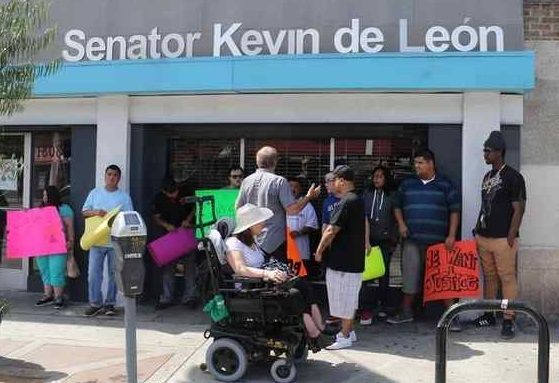 Senator Kevin de León
WE WANT
JUSTICE